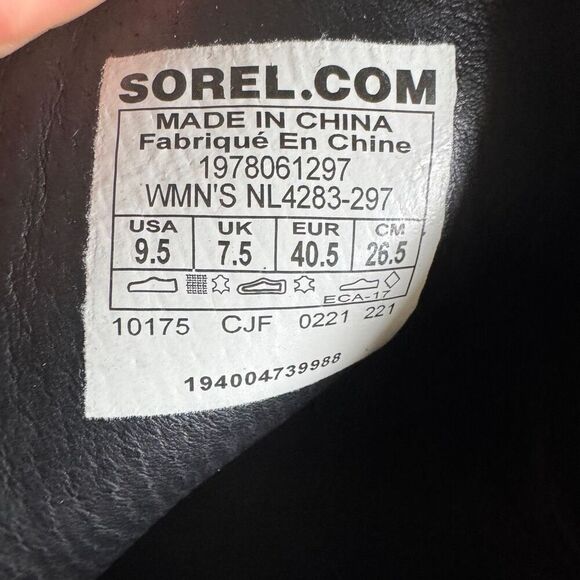 SOREL.COM
MADE IN CHINA
Fabriqué En Chine
1978061297
WMN'S NL4283-297
USA UK EUR CM
9.5 7.5 40.5 26.5
ECA-17
10175 CJF 0221 221
194004739988